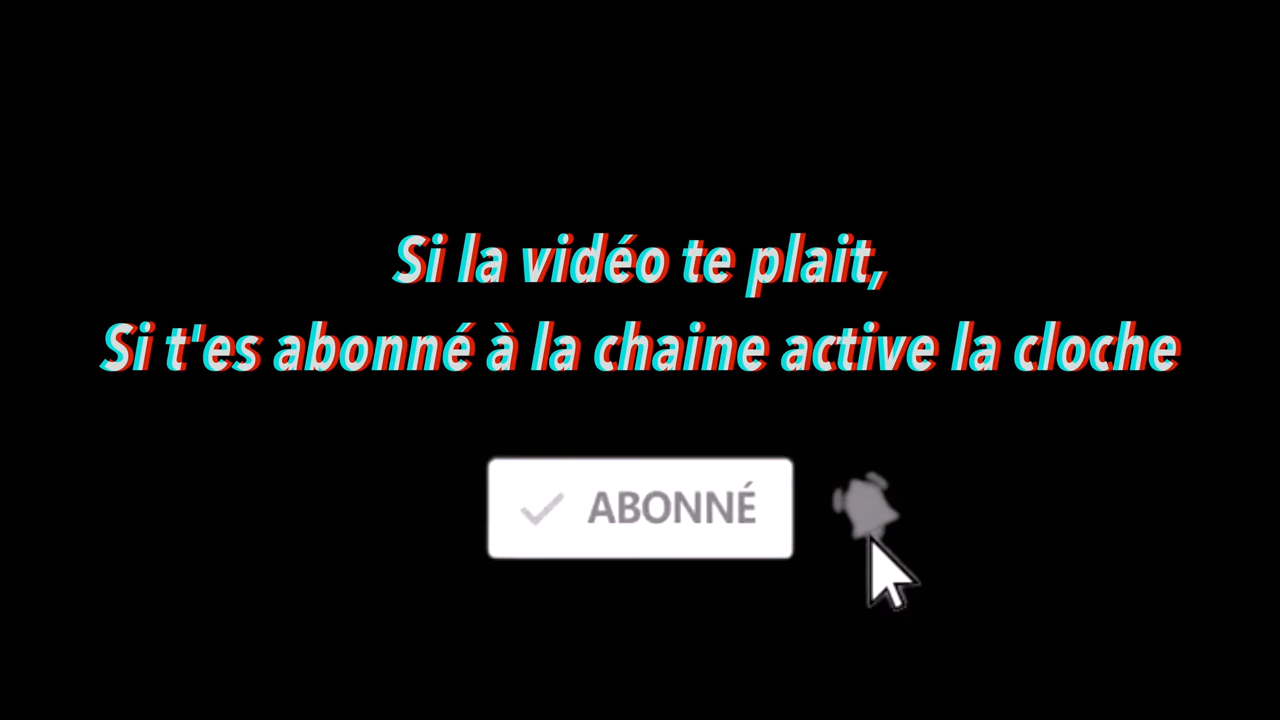 Si la vidéo te plait,
Si t'es abonné à la chaine active la cloche
ABONNÉ